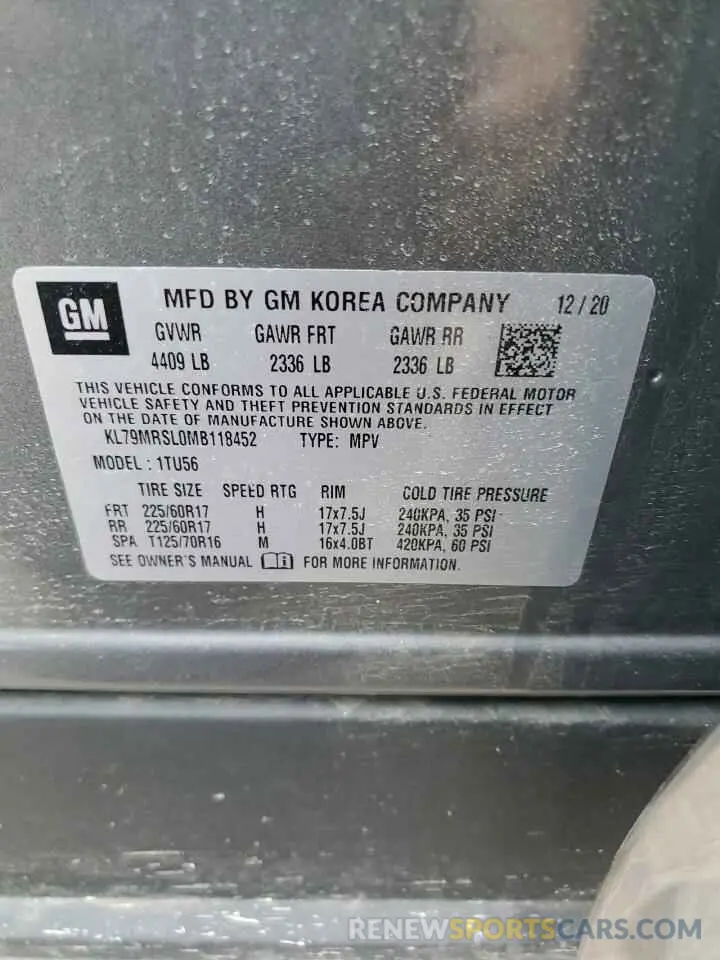 GM
MFD BY GM KOREA COMPANY 12/20
GVWR GAWR FRT GAWR RR
4409 LB 2336 LB 2336 LB
THIS VEHICLE CONFORMS TO ALL APPLICABLE U.S. FEDERAL MOTOR
VEHICLE SAFETY AND THEFT PREVENTION STANDARDS IN EFFECT
ON THE DATE OF MANUFACTURE SHOWN ABOVE.
KL79MRSL0MB118452 TYPE: MPV
MODEL: 1TU56
TIRE SIZE SPEED RTG RIM COLD TIRE PRESSURE
FRT 225/60R17 H 17x7.5J 240KPA, 35 PSI
RR 225/60R17 H 17x7.5J 240KPA, 35 PSI
SPA T125/70R16 M 16x4.0BT 420KPA, 60 PSI
SEE OWNER'S MANUAL FOR MORE INFORMATION.
RENEWSPORTSCARS.COM